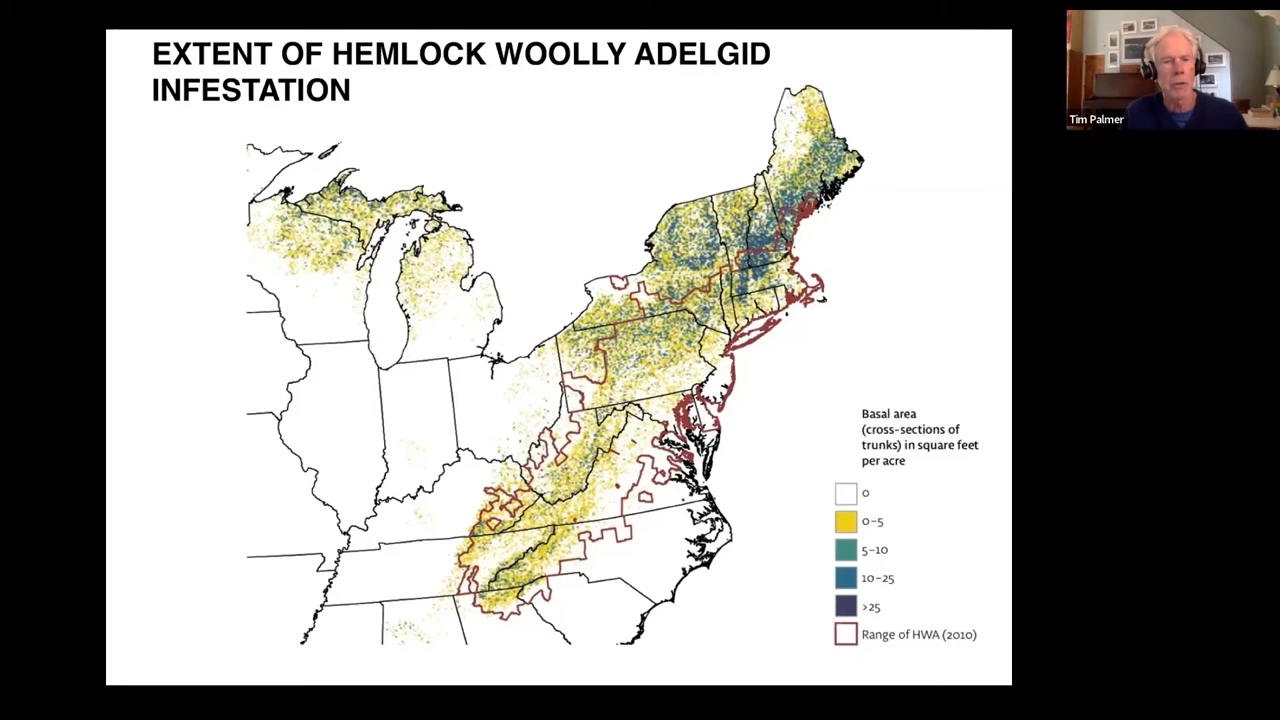 EXTENT OF HEMLOCK WOOLLY ADELGID
INFESTATION
Tim Palmer
Basal area
(cross-sections of
trunks) in square feet
per acre
0
0–5
5–10
10–25
>25
Range of HWA (2010)